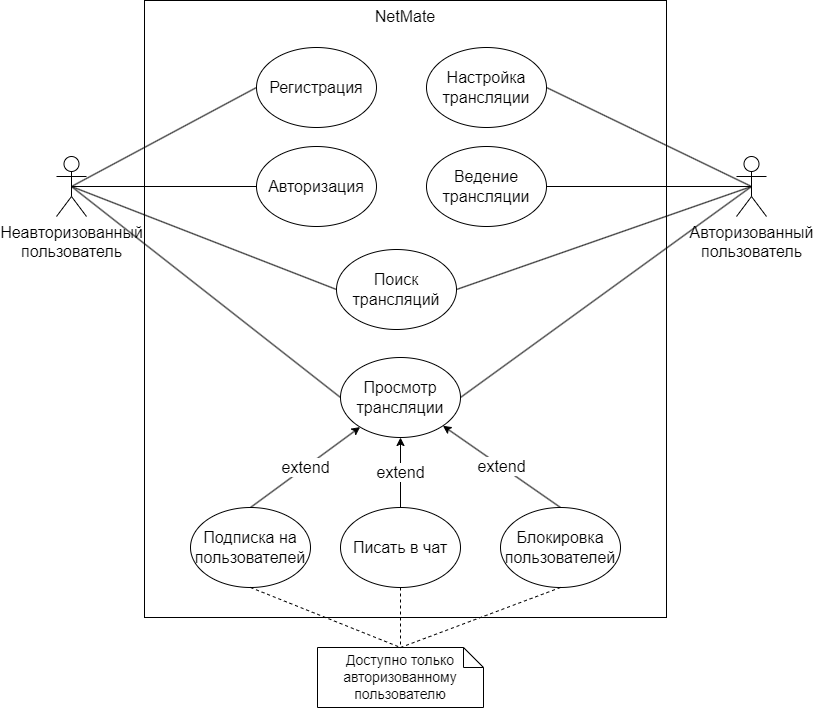 NetMate
Регистрация
Настройка
трансляции
Авторизация
Ведение
трансляции
Неавторизованный
пользователь
Авторизованный
пользователь
Поиск
трансляций
Просмотр
трансляции
extend
extend
extend
Подписка на
пользователей
Писать в чат
Блокировка
пользователей
Доступно только
авторизованному
пользователю